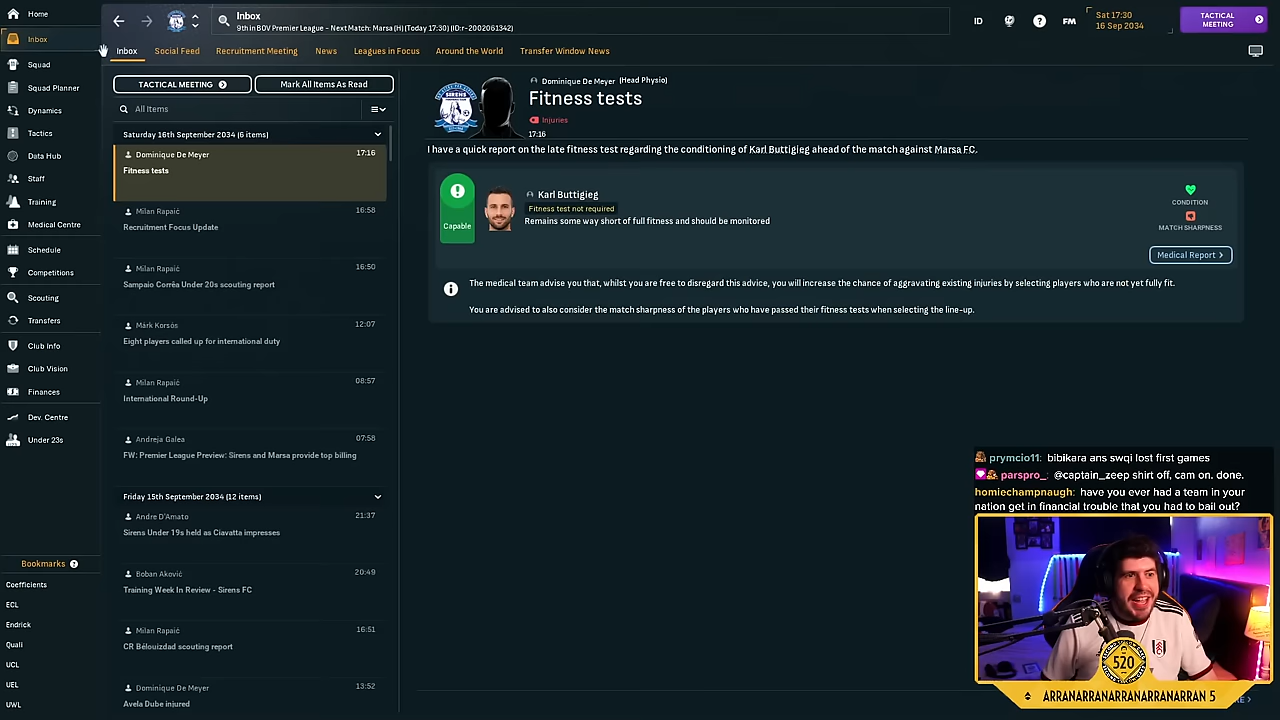 Home
Inbox
Squad
Squad Planner
Dynamics
Tactics
Data Hub
Staff
Training
Medical Centre
Schedule
Competitions
Scouting
Transfers
Club Info
Club Vision
Finances
Dev. Centre
Under 23s
Bookmarks
Coefficients
ECL
Endrick
Quali
UCL
UEL
UWL
Inbox
9th in BOV Premier League - Next Match: Marsa (H) (Today 17:30) (ID:r-2002061342)
ID
FM
Sat 17:30
16 Sep 2034
TACTICAL
MEETING
Inbox
Social Feed
Recruitment Meeting
News
Leagues in Focus
Around the World
Transfer Window News
TACTICAL MEETING
Mark All Items As Read
All Items
Saturday 16th September 2034 (6 items)
Dominique De Meyer 17:16
Fitness tests
Milan Rapaić 16:58
Recruitment Focus Update
Milan Rapaić 16:50
Sampaio Corrêa Under 20s scouting report
Márk Korsós 12:07
Eight players called up for international duty
Milan Rapaić 08:57
International Round-Up
Andreja Galea 07:58
FW: Premier League Preview: Sirens and Marsa provide top billing
Friday 15th September 2034 (12 items)
Andre D'Amato 21:37
Sirens Under 19s held as Ciavatta impresses
Boban Aković 20:49
Training Week In Review - Sirens FC
Milan Rapaić 16:51
CR Bélouizdad scouting report
Dominique De Meyer 13:52
Avela Dube injured
SIRENS
Dominique De Meyer (Head Physio)
Fitness tests
Injuries
17:16
I have a quick report on the late fitness test regarding the conditioning of Karl Buttigieg ahead of the match against Marsa FC.
Capable
Karl Buttigieg
Fitness test not required
Remains some way short of full fitness and should be monitored
CONDITION
MATCH SHARPNESS
Medical Report
The medical team advise you that, whilst you are free to disregard this advice, you will increase the chance of aggravating existing injuries by selecting players who are not yet fully fit.
You are advised to also consider the match sharpness of the players who have passed their fitness tests when selecting the line-up.
prymcio11: bibikara ans swqi lost first games
parspro_: @captain_zeep shirt off, cam on. done.
homiechampnaugh: have you ever had a team in your
nation get in financial trouble that you had to bail out?
520
ARRANARRANARRANARRANARRAN 5